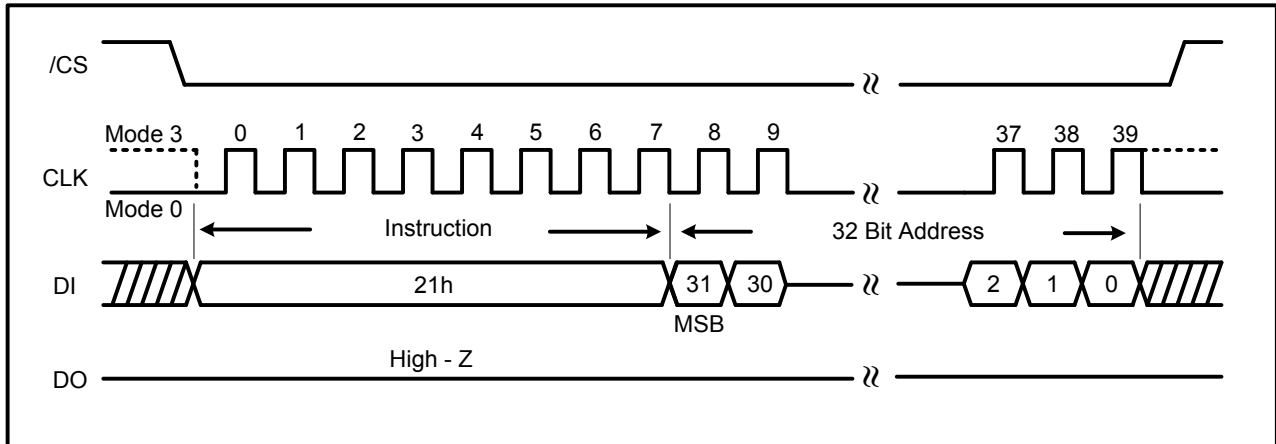 /CS
Mode 3 0 1 2 3 4 5 6 7 8 9 37 38 39
CLK
Mode 0
Instruction 32 Bit Address
DI 21h 31 30 2 1 0
MSB
High - Z
DO